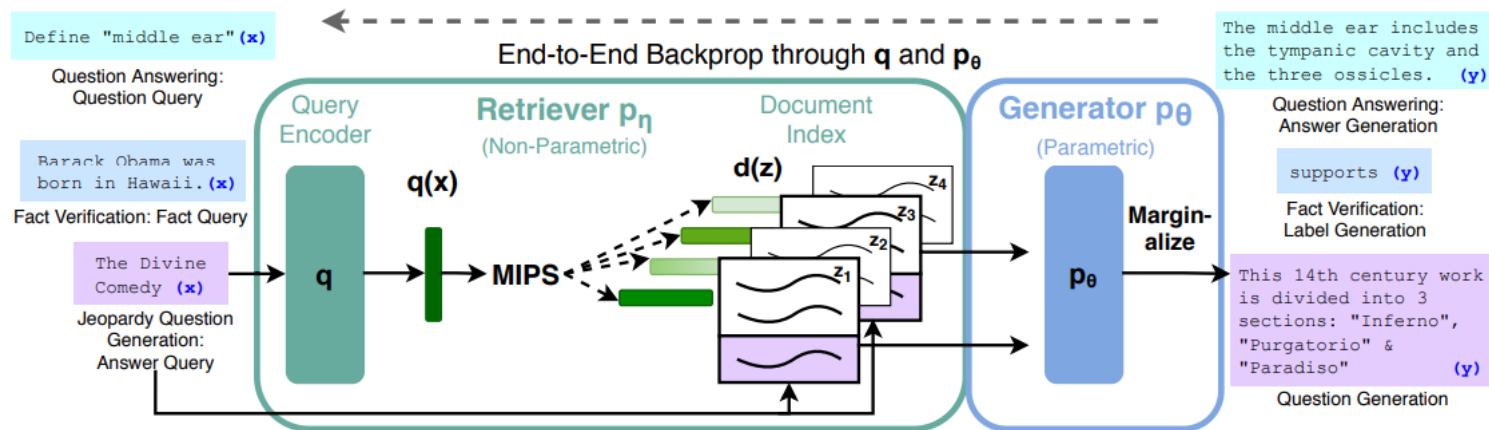 End-to-End Backprop through q and pθ
Define "middle ear"(x)
Question Answering:
Question Query
Barack Obama was
born in Hawaii.(x)
Fact Verification: Fact Query
The Divine
Comedy (x)
Jeopardy Question
Generation:
Answer Query
Query
Encoder
q
Retriever pη
(Non-Parametric)
q(x)
MIPS
Document
Index
d(z)
z4
z3
z2
z1
Generator pθ
(Parametric)
pθ
Margin-
alize
The middle ear includes
the tympanic cavity and
the three ossicles. (y)
Question Answering:
Answer Generation
supports (y)
Fact Verification:
Label Generation
This 14th century work
is divided into 3
sections: "Inferno",
"Purgatorio" &
"Paradiso" (y)
Question Generation